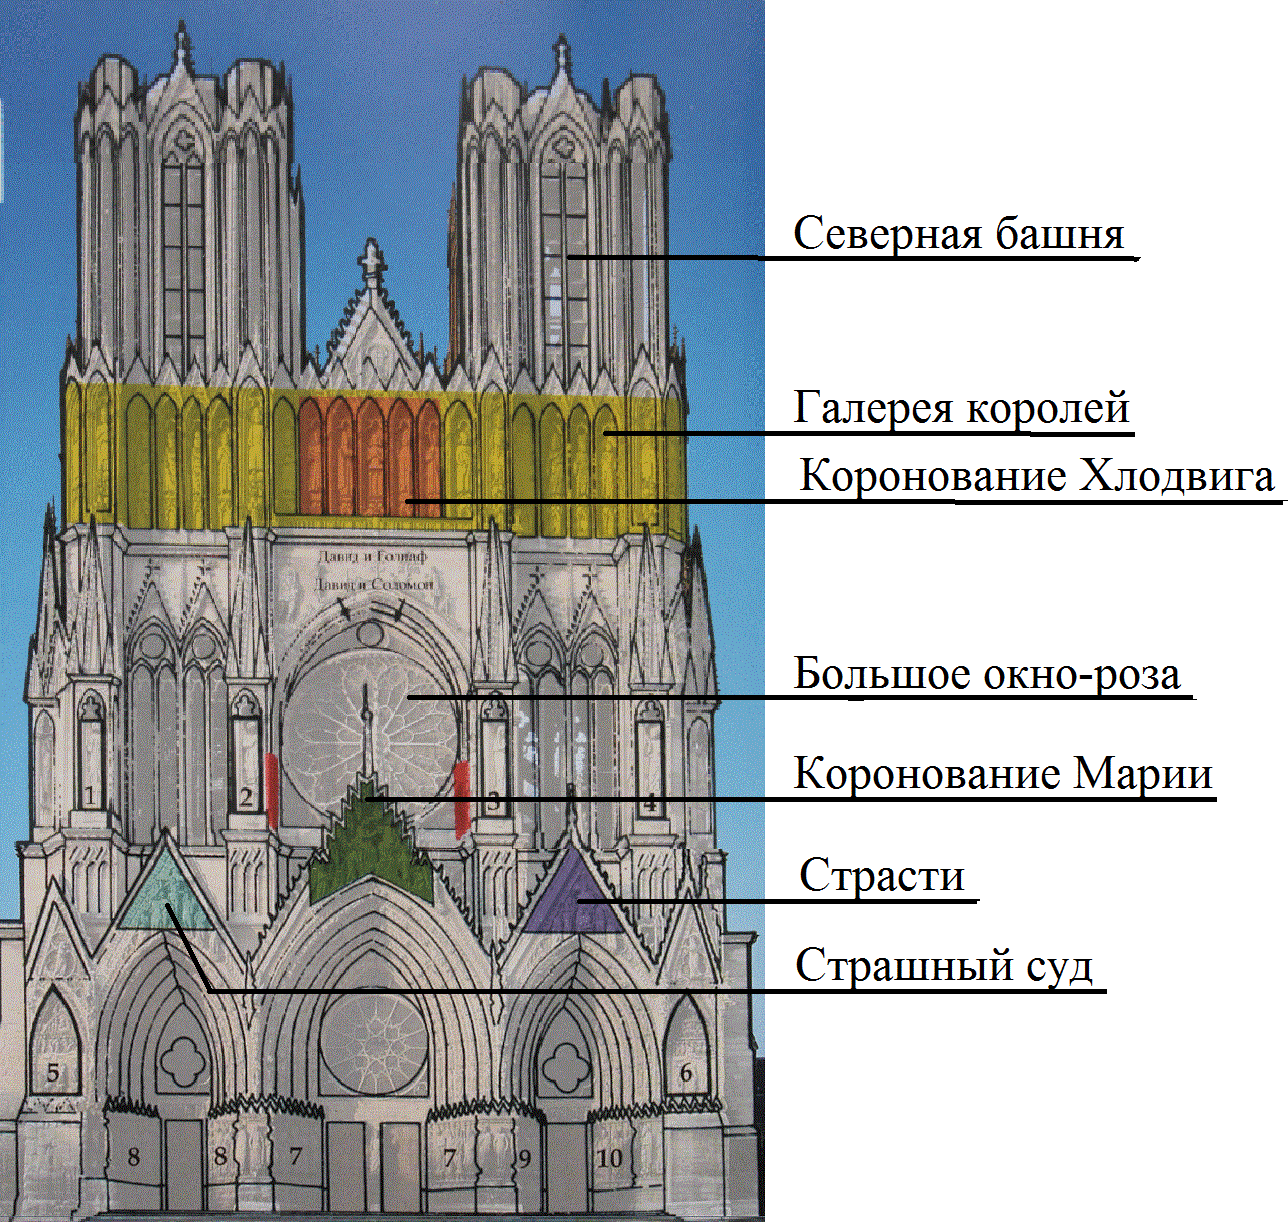 Северная башня
Галерея королей
Коронование Хлодвига
Давид и Голиаф
Давид и Соломон
Большое окно-роза
Коронование Марии
1 2 3 4
Страсти
Страшный суд
5 6
8 8 7 7 9 10